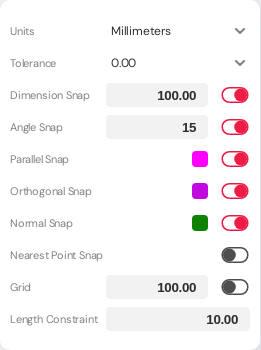 Units Millimeters
Tolerance 0.00
Dimension Snap 100.00
Angle Snap 15
Parallel Snap
Orthogonal Snap
Normal Snap
Nearest Point Snap
Grid 100.00
Length Constraint 10.00